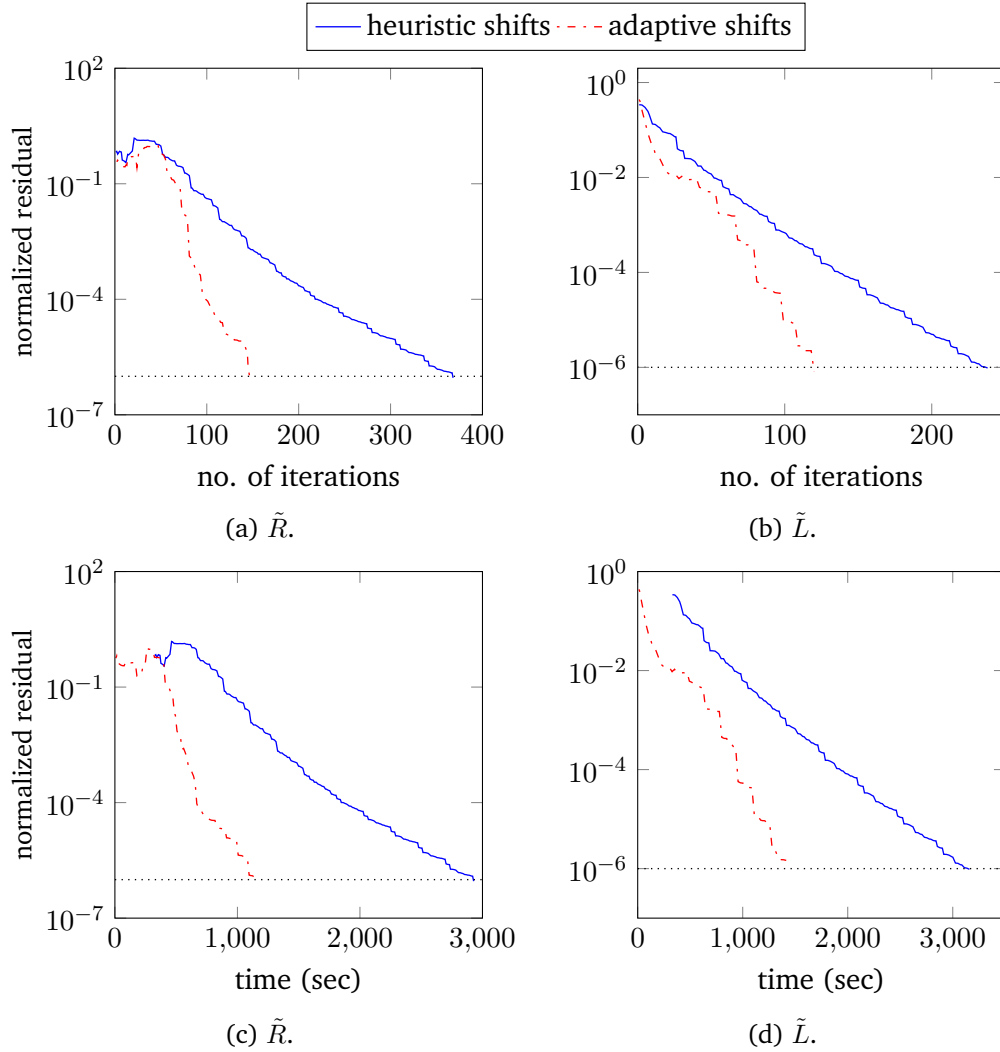 heuristic shifts adaptive shifts
10^2
10^-1
10^-4
10^-7
normalized residual
0 100 200 300 400
no. of iterations
(a) R̃.
10^0
10^-2
10^-4
10^-6
0 100 200
no. of iterations
(b) L̃.
10^2
10^-1
10^-4
10^-7
normalized residual
0 1,000 2,000 3,000
time (sec)
(c) R̃.
10^0
10^-2
10^-4
10^-6
0 1,000 2,000 3,000
time (sec)
(d) L̃.